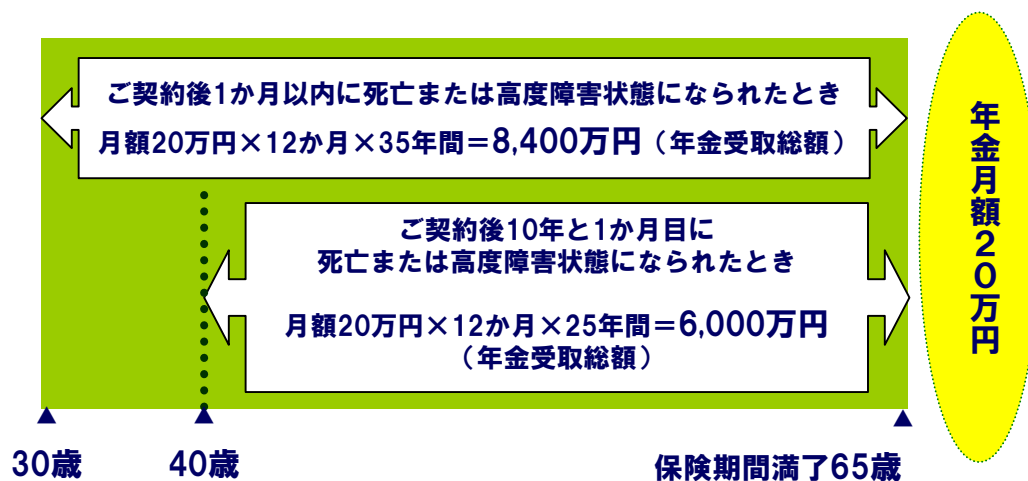 ご契約後1か月以内に死亡または高度障害状態になられたとき
月額20万円×12か月×35年間＝8,400万円（年金受取総額）
ご契約後10年と1か月目に
死亡または高度障害状態になられたとき
月額20万円×12か月×25年間＝6,000万円
（年金受取総額）
年金月額２０万円
30歳
40歳
保険期間満了65歳